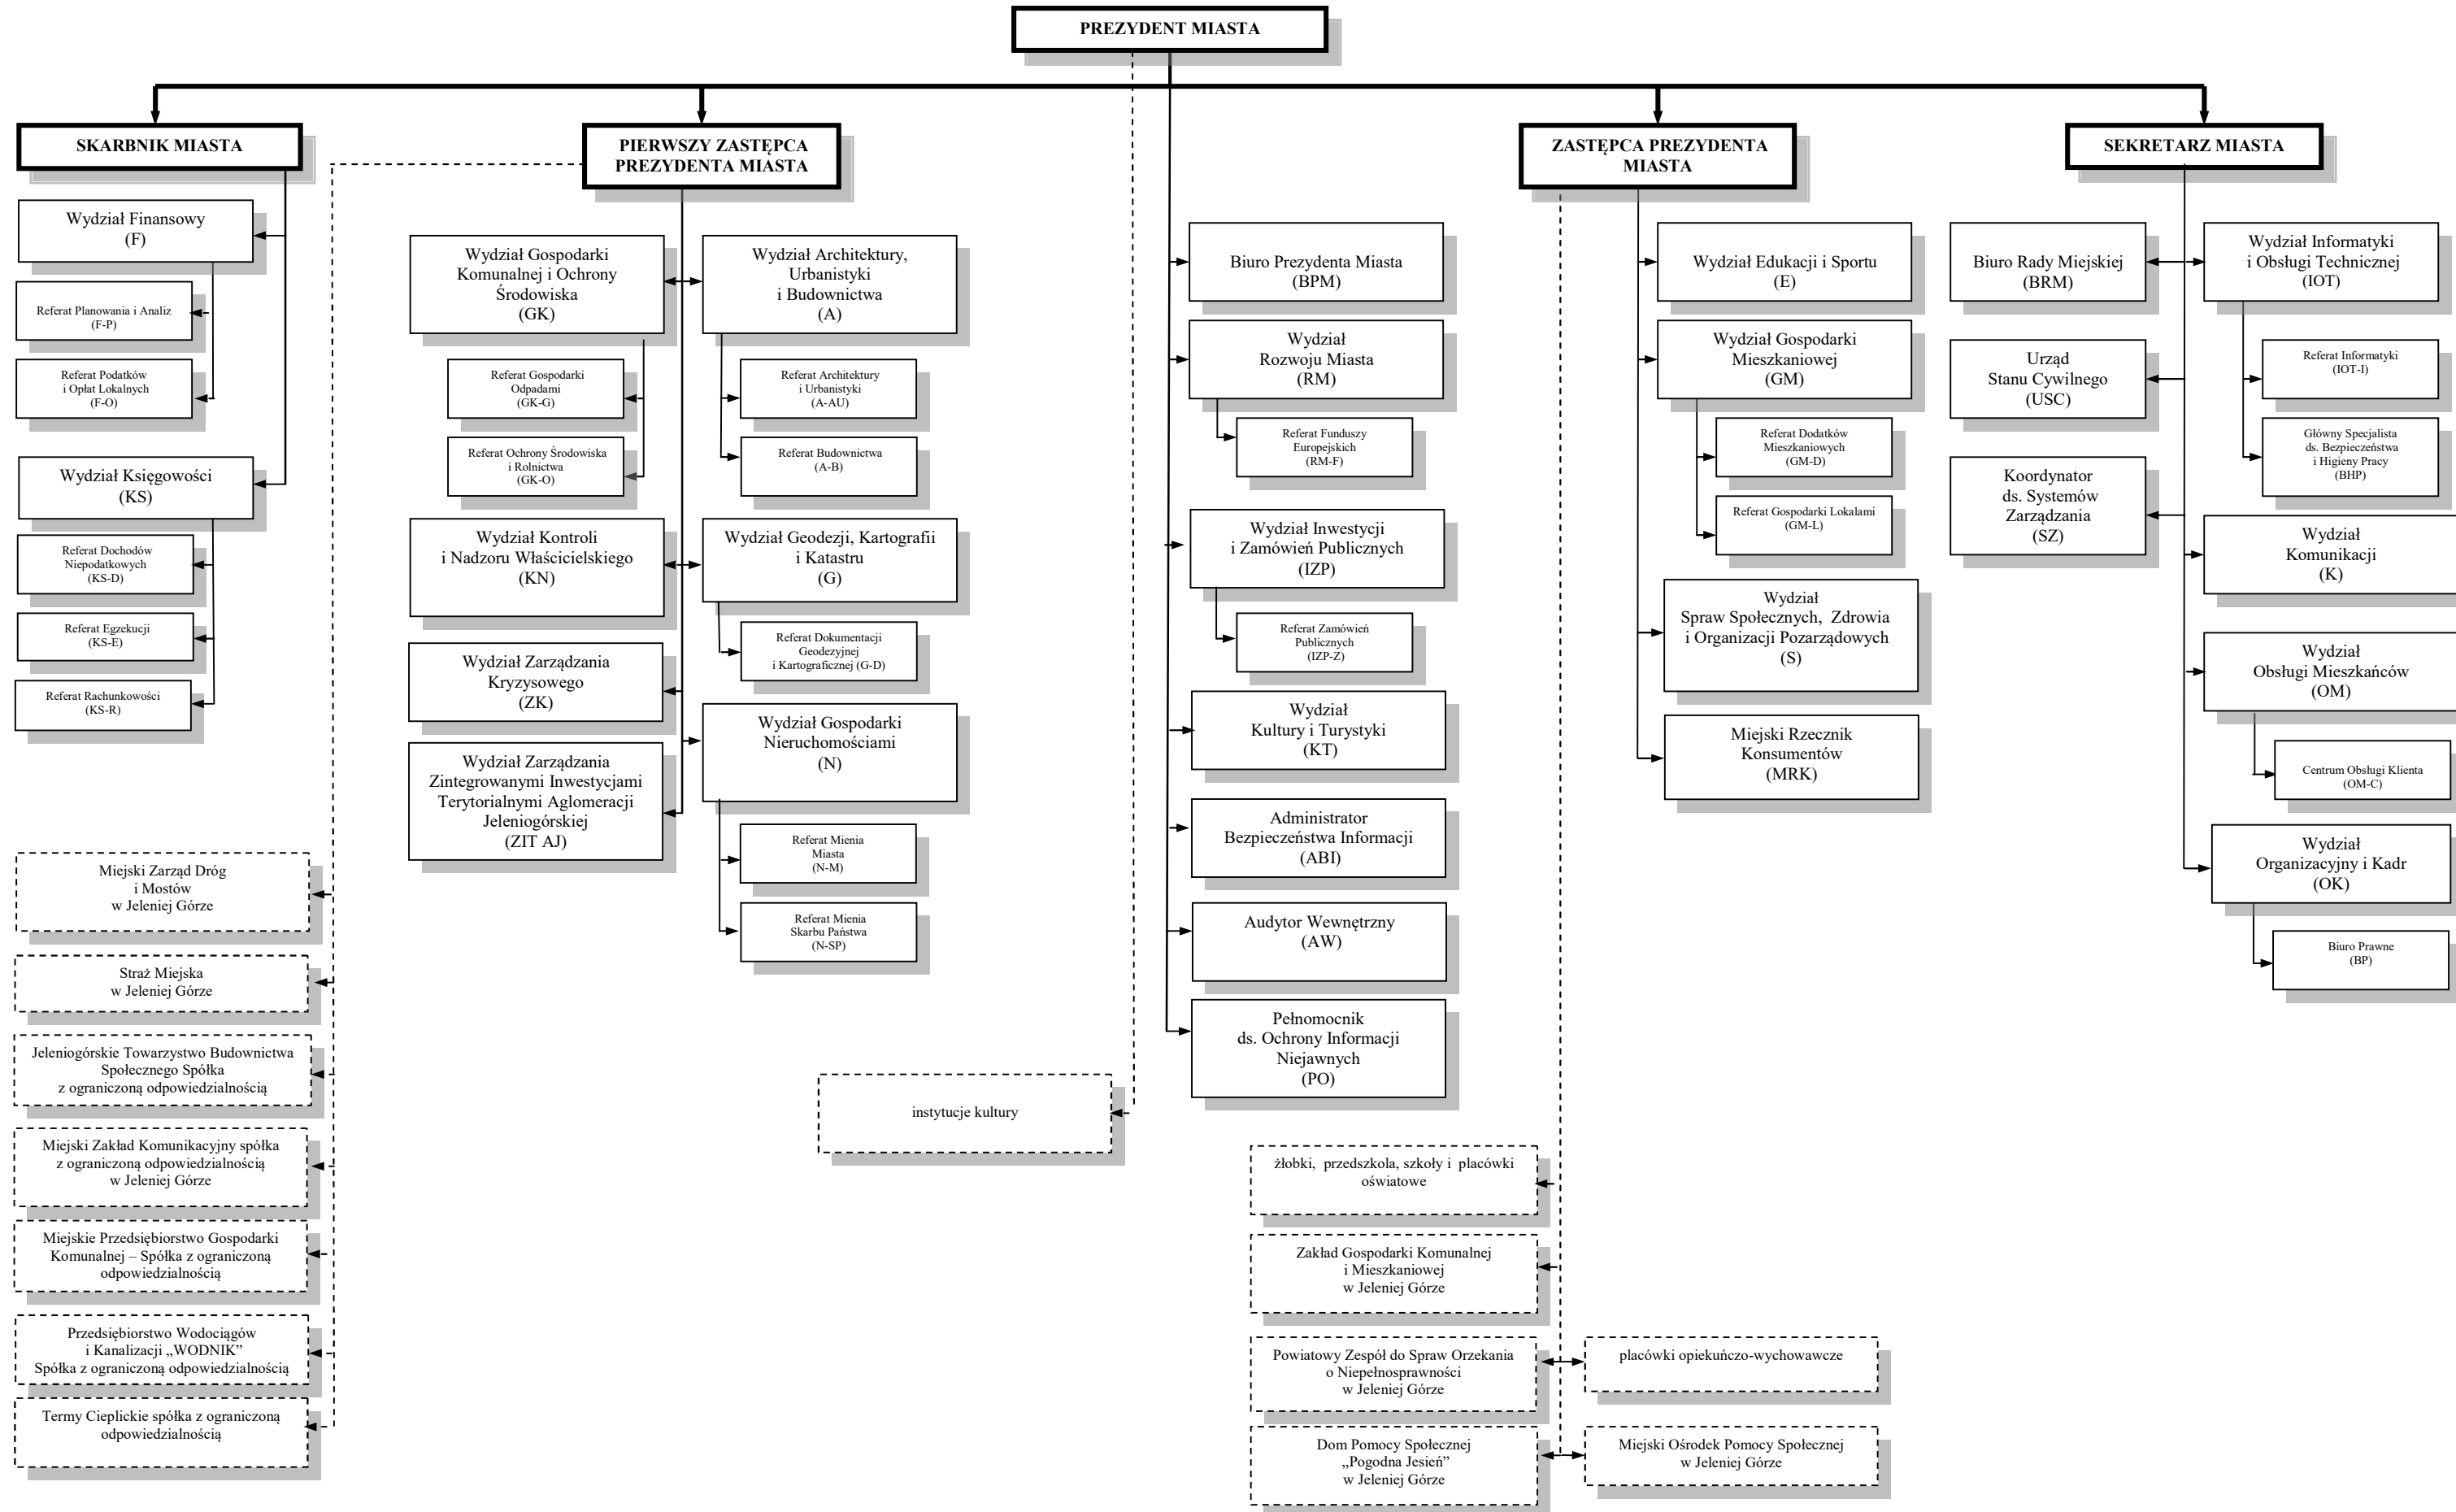 PREZYDENT MIASTA
SKARBNIK MIASTA
PIERWSZY ZASTĘPCA
PREZYDENTA MIASTA
ZASTĘPCA PREZYDENTA
MIASTA
SEKRETARZ MIASTA
Wydział Finansowy
(F)
Referat Planowania i Analiz
(F-P)
Referat Podatków
i Opłat Lokalnych
(F-O)
Wydział Księgowości
(KS)
Referat Dochodów
Niepodatkowych
(KS-D)
Referat Egzekucji
(KS-E)
Referat Rachunkowości
(KS-R)
Wydział Gospodarki
Komunalnej i Ochrony
Środowiska
(GK)
Referat Gospodarki
Odpadami
(GK-G)
Referat Ochrony Środowiska
i Rolnictwa
(GK-O)
Wydział Kontroli
i Nadzoru Właścicielskiego
(KN)
Wydział Zarządzania
Kryzysowego
(ZK)
Wydział Zarządzania
Zintegrowanymi Inwestycjami
Terytorialnymi Aglomeracji
Jeleniogórskiej
(ZIT AJ)
Wydział Architektury,
Urbanistyki
i Budownictwa
(A)
Referat Architektury
i Urbanistyki
(A-AU)
Referat Budownictwa
(A-B)
Wydział Geodezji, Kartografii
i Katastru
(G)
Referat Dokumentacji
Geodezyjnej
i Kartograficznej (G-D)
Wydział Gospodarki
Nieruchomościami
(N)
Referat Mienia
Miasta
(N-M)
Referat Mienia
Skarbu Państwa
(N-SP)
Biuro Prezydenta Miasta
(BPM)
Wydział
Rozwoju Miasta
(RM)
Referat Funduszy
Europejskich
(RM-F)
Wydział Inwestycji
i Zamówień Publicznych
(IZP)
Referat Zamówień
Publicznych
(IZP-Z)
Wydział
Kultury i Turystyki
(KT)
Administrator
Bezpieczeństwa Informacji
(ABI)
Audytor Wewnętrzny
(AW)
Pełnomocnik
ds. Ochrony Informacji
Niejawnych
(PO)
Wydział Edukacji i Sportu
(E)
Wydział Gospodarki
Mieszkaniowej
(GM)
Referat Dodatków
Mieszkaniowych
(GM-D)
Referat Gospodarki Lokalami
(GM-L)
Wydział
Spraw Społecznych, Zdrowia
i Organizacji Pozarządowych
(S)
Miejski Rzecznik
Konsumentów
(MRK)
Biuro Rady Miejskiej
(BRM)
Urząd
Stanu Cywilnego
(USC)
Koordynator
ds. Systemów
Zarządzania
(SZ)
Wydział Informatyki
i Obsługi Technicznej
(IOT)
Referat Informatyki
(IOT-I)
Główny Specjalista
ds. Bezpieczeństwa
i Higieny Pracy
(BHP)
Wydział
Komunikacji
(K)
Wydział
Obsługi Mieszkańców
(OM)
Centrum Obsługi Klienta
(OM-C)
Wydział
Organizacyjny i Kadr
(OK)
Biuro Prawne
(BP)
Miejski Zarząd Dróg
i Mostów
w Jeleniej Górze
Straż Miejska
w Jeleniej Górze
Jeleniogórskie Towarzystwo Budownictwa
Społecznego Spółka
z ograniczoną odpowiedzialnością
Miejski Zakład Komunikacyjny spółka
z ograniczoną odpowiedzialnością
w Jeleniej Górze
Miejskie Przedsiębiorstwo Gospodarki
Komunalnej – Spółka z ograniczoną
odpowiedzialnością
Przedsiębiorstwo Wodociągów
i Kanalizacji „WODNIK”
Spółka z ograniczoną odpowiedzialnością
Termy Cieplickie spółka z ograniczoną
odpowiedzialnością
instytucje kultury
żłobki, przedszkola, szkoły i placówki
oświatowe
Zakład Gospodarki Komunalnej
i Mieszkaniowej
w Jeleniej Górze
Powiatowy Zespół do Spraw Orzekania
o Niepełnosprawności
w Jeleniej Górze
placówki opiekuńczo-wychowawcze
Dom Pomocy Społecznej
„Pogodna Jesień”
w Jeleniej Górze
Miejski Ośrodek Pomocy Społecznej
w Jeleniej Górze